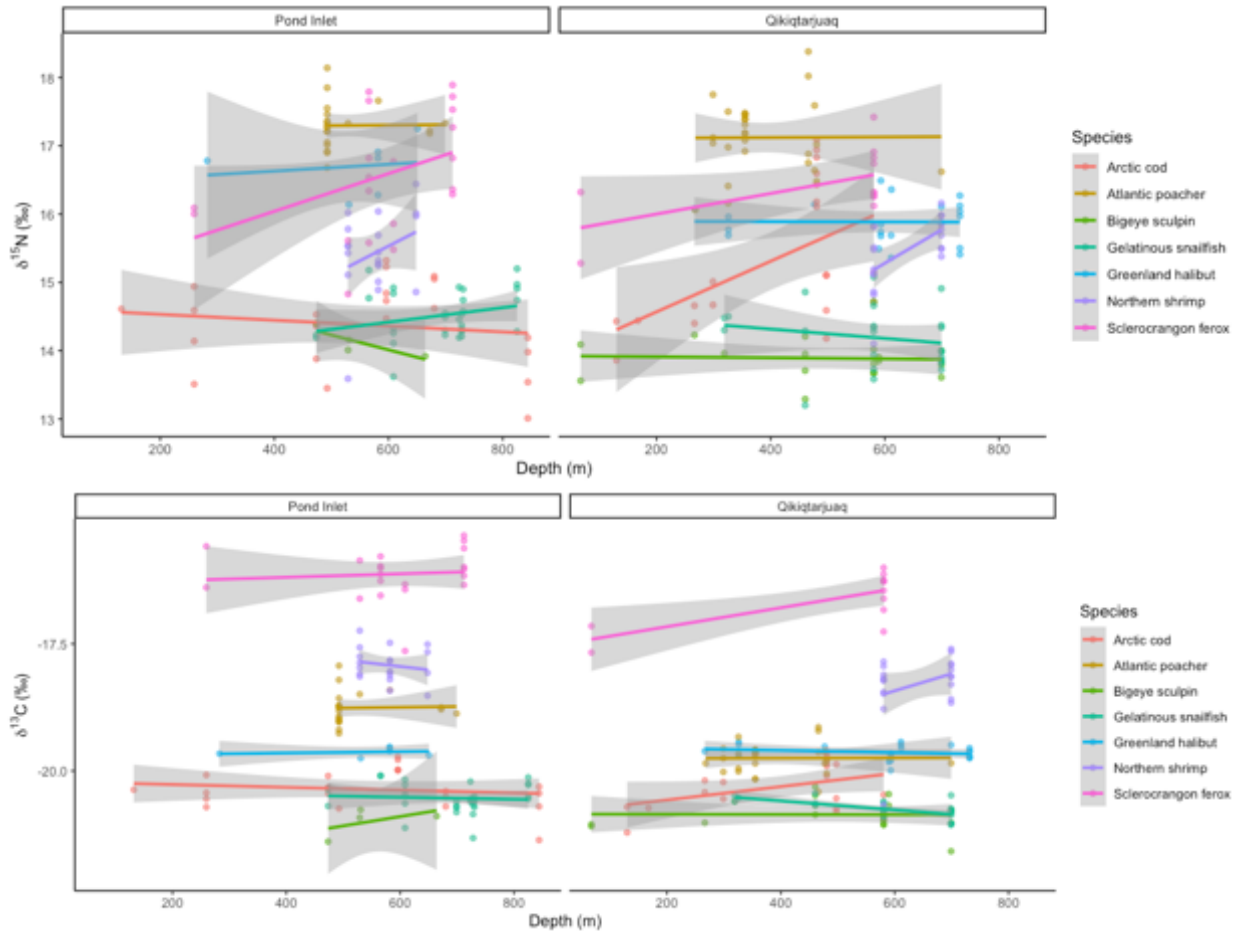 Pond Inlet
Qikiqtarjuaq
18
17
16
15
14
13
δ15N (‰)
200
400
600
800
200
400
600
800
Depth (m)
Species
Arctic cod
Atlantic poacher
Bigeye sculpin
Gelatinous snailfish
Greenland halibut
Northern shrimp
Sclerocrangon ferox
Pond Inlet
Qikiqtarjuaq
-17.5
-20.0
δ13C (‰)
200
400
600
800
200
400
600
800
Depth (m)
Species
Arctic cod
Atlantic poacher
Bigeye sculpin
Gelatinous snailfish
Greenland halibut
Northern shrimp
Sclerocrangon ferox